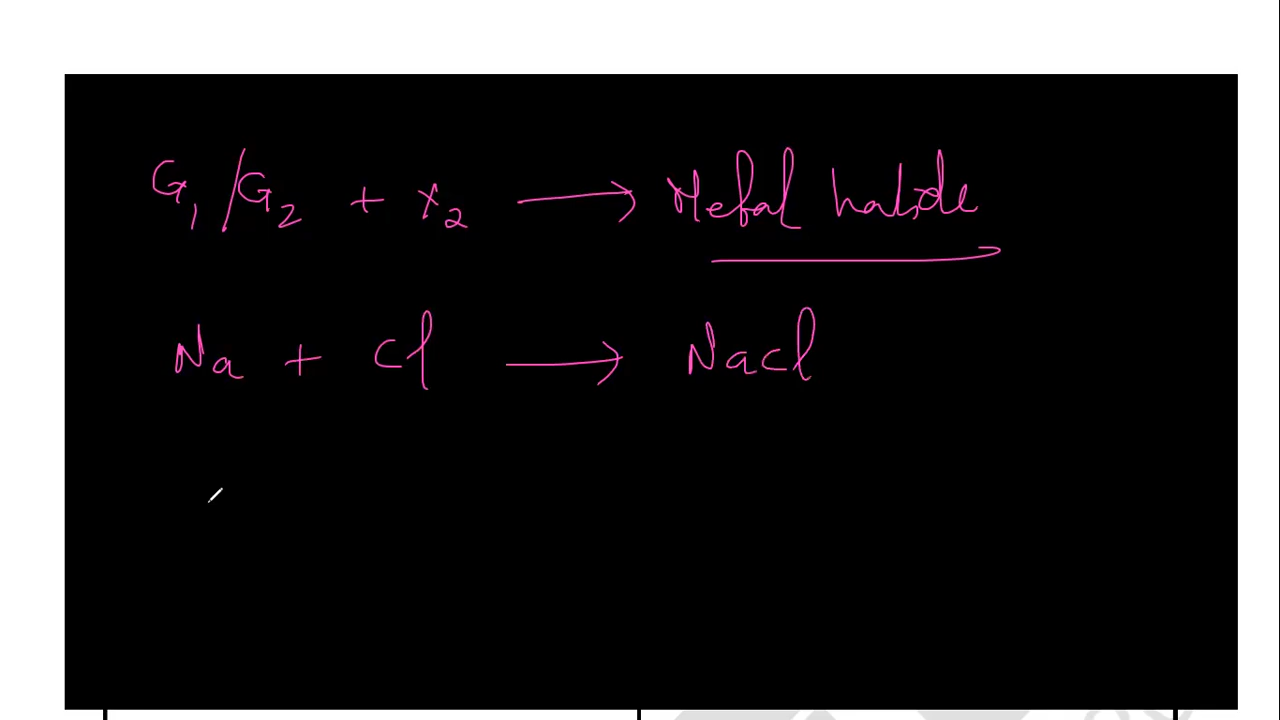 G₁/G₂ + X₂ ⟶ Metal halide
Na + Cl ⟶ Nacl